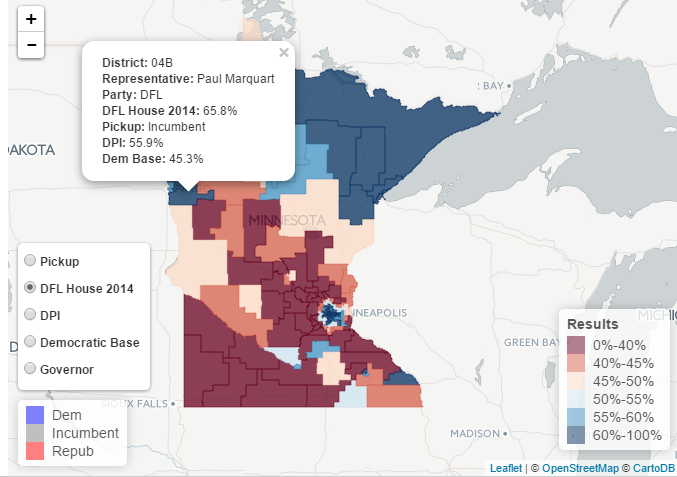 +
−
×
District: 04B
Representative: Paul Marquart
Party: DFL
DFL House 2014: 65.8%
Pickup: Incumbent
DPI: 55.9%
Dem Base: 45.3%
BAY
DAKOTA
MINNESOTA
Pickup
DFL House 2014
DPI
Democratic Base
Governor
INEAPOLIS
MICHI
GREEN BAY
Results
0%-40%
40%-45%
45%-50%
50%-55%
55%-60%
60%-100%
SIOUX FALLS
Dem
Incumbent
Repub
MADISON
Leaflet | © OpenStreetMap © CartoDB